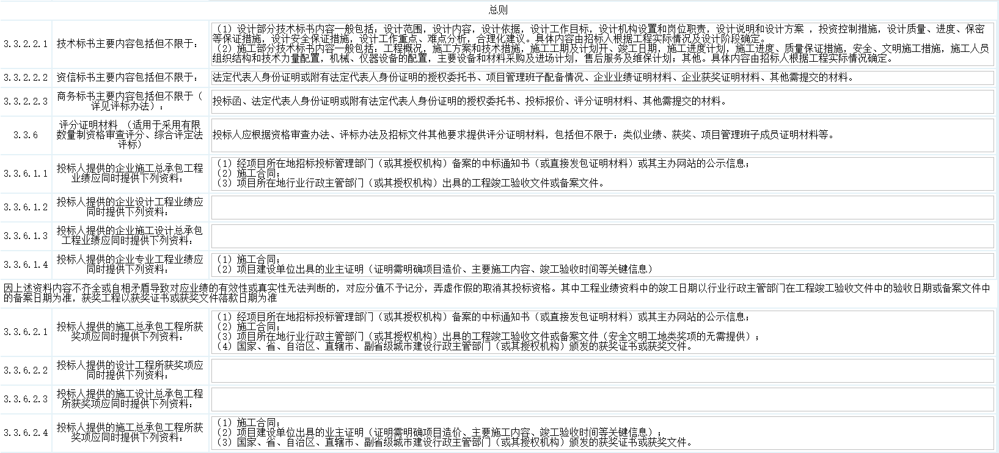 总则
3.3.2.2.1
技术标书主要内容包括但不限于:
(1)设计部分技术标书内容一般包括:设计范围,设计内容,设计依据,设计工作目标,设计机构设置和岗位职责,设计说明和设计方案 ,投资控制措施,设计质量、进度、保密
等保证措施,设计安全保证措施,设计工作重点、难点分析,合理化建议。具体内容由招标人根据工程实际情况及设计阶段确定。
(2)施工部分技术标书内容一般包括:工程概况,施工方案和技术措施,施工工期及计划开、竣工日期,施工进度计划,施工进度、质量保证措施,安全、文明施工措施,施工人员
组织结构和技术力量配置,机械、仪器设备的配置,主要设备和材料采购及进场计划,售后服务及维保计划;其他。具体内容由招标人根据工程实际情况确定。
3.3.2.2.2
资信标书主要内容包括但不限于:
法定代表人身份证明或附有法定代表人身份证明的授权委托书、项目管理班子配备情况、企业业绩证明材料、企业获奖证明材料、其他需提交的材料。
3.3.2.2.3
商务标书主要内容包括但不限于(
详见评标办法):
投标函、法定代表人身份证明或附有法定代表人身份证明的授权委托书、投标报价、评分证明材料、其他需提交的材料。
3.3.6
评分证明材料 (适用于采用有限
数量制资格审查评分、综合评定法
评标)
投标人应根据资格审查办法、评标办法及招标文件其他要求提供评分证明材料,包括但不限于:类似业绩、获奖、项目管理班子成员证明材料等。
3.3.6.1.1
投标人提供的企业施工总承包工程
业绩应同时提供下列资料:
(1)经项目所在地招标投标管理部门(或其授权机构)备案的中标通知书(或直接发包证明材料)或其主办网站的公示信息;
(2)施工合同;
(3)项目所在地行业行政主管部门(或其授权机构)出具的工程竣工验收文件或备案文件。
3.3.6.1.2
投标人提供的企业设计工程业绩应
同时提供下列资料:
3.3.6.1.3
投标人提供的企业施工设计总承包
工程业绩应同时提供下列资料:
3.3.6.1.4
投标人提供的企业专业工程业绩应
同时提供下列资料:
(1)施工合同;
(2)项目建设单位出具的业主证明(证明需明确项目造价、主要施工内容、竣工验收时间等关键信息)
因上述资料内容不齐全或自相矛盾导致对应业绩的有效性或真实性无法判断的,对应分值不予记分,弄虚作假的取消其投标资格。其中工程业绩资料中的竣工日期以行业行政主管部门在工程竣工验收文件中的验收日期或备案文件中
的备案日期为准,获奖工程以获奖证书或获奖文件落款日期为准
3.3.6.2.1
投标人提供的施工总承包工程所获
奖项应同时提供下列资料:
(1)经项目所在地招标投标管理部门(或其授权机构)备案的中标通知书(或直接发包证明材料)或其主办网站的公示信息;
(2)施工合同;
(3)项目所在地行业行政主管部门(或其授权机构)出具的工程竣工验收文件或备案文件(安全文明工地类奖项的无需提供);
(4)国家、省、自治区、直辖市、副省级城市建设行政主管部门(或其授权机构)颁发的获奖证书或获奖文件。
3.3.6.2.2
投标人提供的设计工程所获奖项应
同时提供下列资料:
3.3.6.2.3
投标人提供的施工设计总承包工程
所获奖项应同时提供下列资料:
3.3.6.2.4
投标人提供的施工总承包工程所获
奖项应同时提供下列资料:
(1)施工合同;
(2)项目建设单位出具的业主证明(证明需明确项目造价、主要施工内容、竣工验收时间等关键信息);
(3)国家、省、自治区、直辖市、副省级城市建设行政主管部门(或其授权机构)颁发的获奖证书或获奖文件。